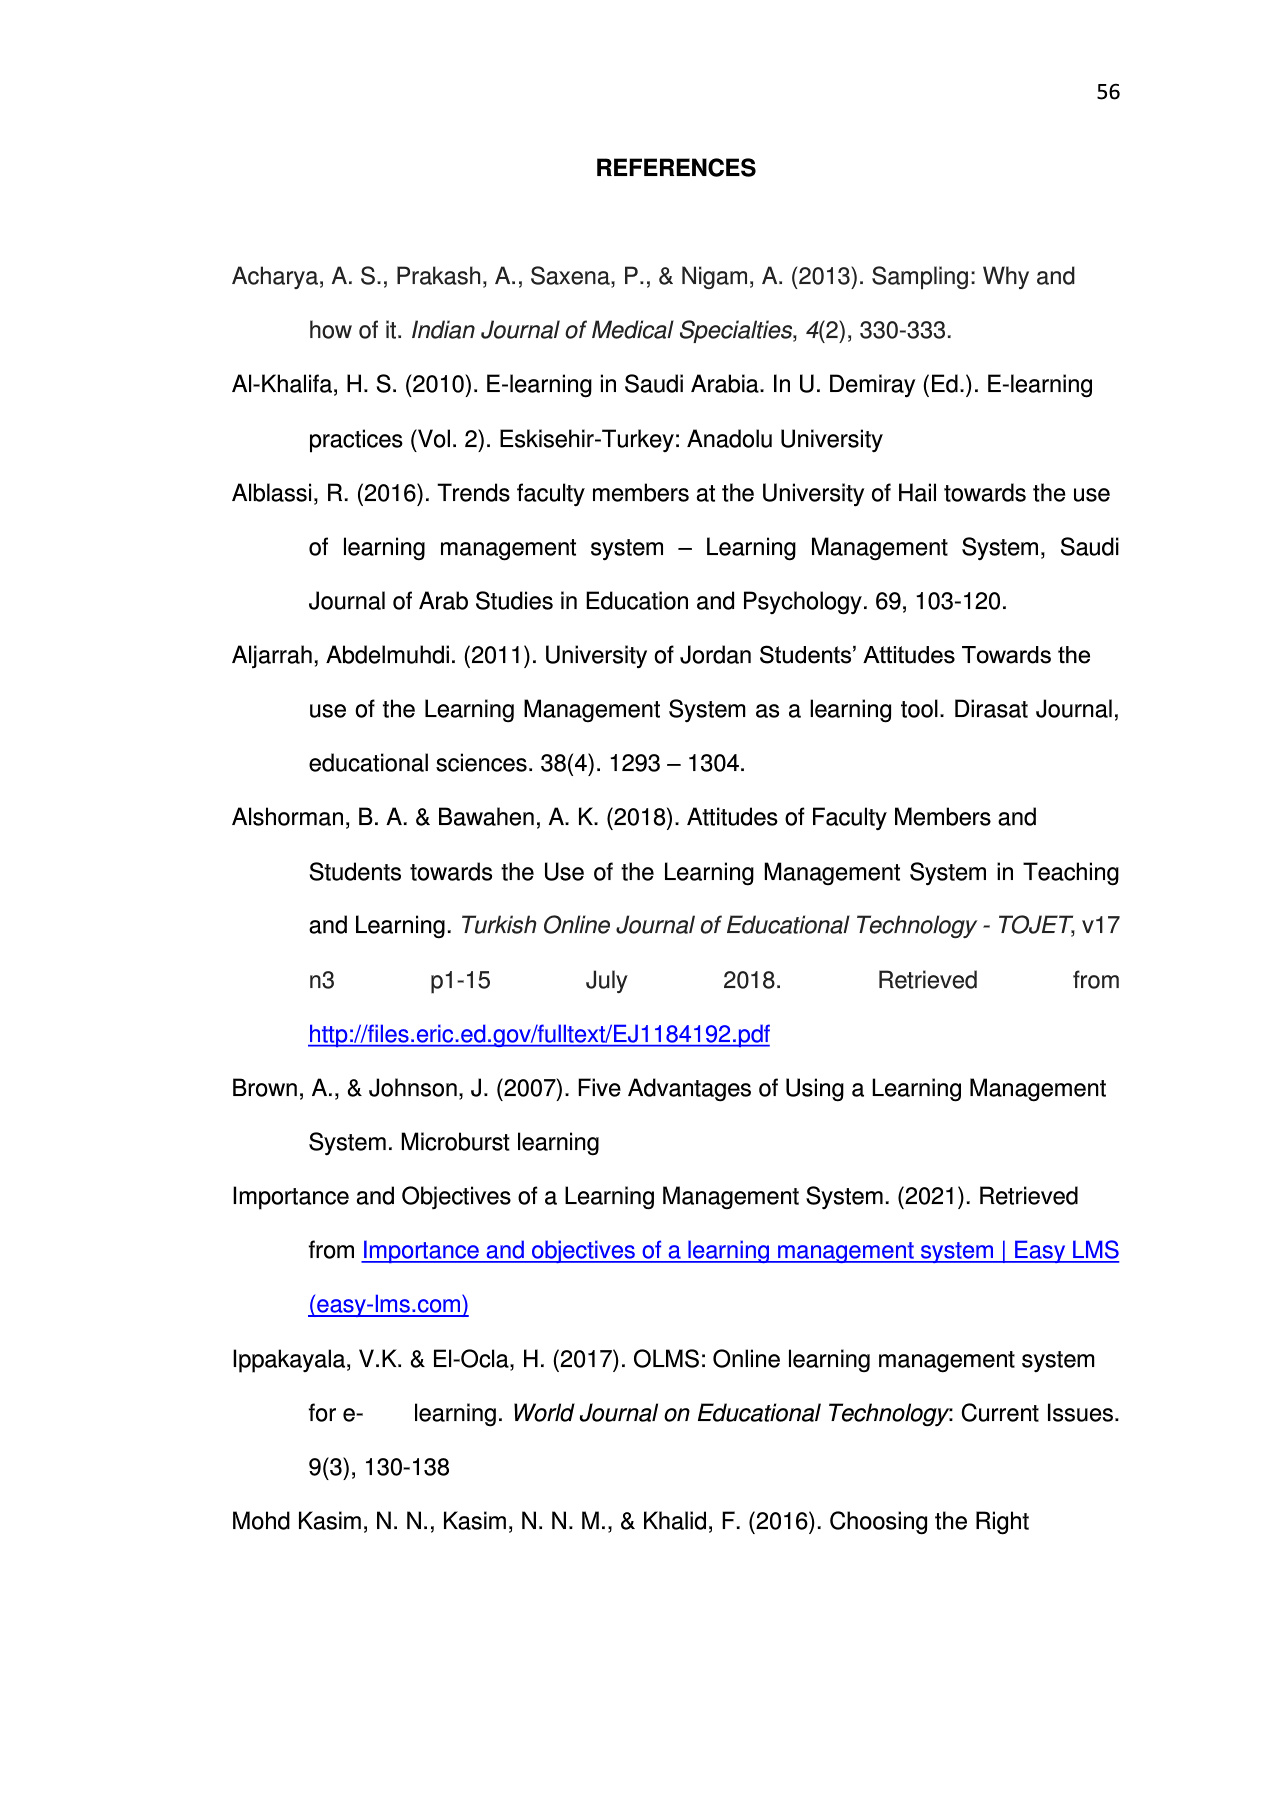 56
REFERENCES
Acharya, A. S., Prakash, A., Saxena, P., & Nigam, A. (2013). Sampling: Why and
how of it. Indian Journal of Medical Specialties, 4(2), 330-333.
Al-Khalifa, H. S. (2010). E-learning in Saudi Arabia. In U. Demiray (Ed.). E-learning
practices (Vol. 2). Eskisehir-Turkey: Anadolu University
Alblassi, R. (2016). Trends faculty members at the University of Hail towards the use
of learning management system – Learning Management System, Saudi
Journal of Arab Studies in Education and Psychology. 69, 103-120.
Aljarrah, Abdelmuhdi. (2011). University of Jordan Students’ Attitudes Towards the
use of the Learning Management System as a learning tool. Dirasat Journal,
educational sciences. 38(4). 1293 – 1304.
Alshorman, B. A. & Bawahen, A. K. (2018). Attitudes of Faculty Members and
Students towards the Use of the Learning Management System in Teaching
and Learning. Turkish Online Journal of Educational Technology - TOJET, v17
n3 p1-15 July 2018. Retrieved from
http://files.eric.ed.gov/fulltext/EJ1184192.pdf
Brown, A., & Johnson, J. (2007). Five Advantages of Using a Learning Management
System. Microburst learning
Importance and Objectives of a Learning Management System. (2021). Retrieved
from Importance and objectives of a learning management system | Easy LMS
(easy-lms.com)
Ippakayala, V.K. & El-Ocla, H. (2017). OLMS: Online learning management system
for e- learning. World Journal on Educational Technology: Current Issues.
9(3), 130-138
Mohd Kasim, N. N., Kasim, N. N. M., & Khalid, F. (2016). Choosing the Right